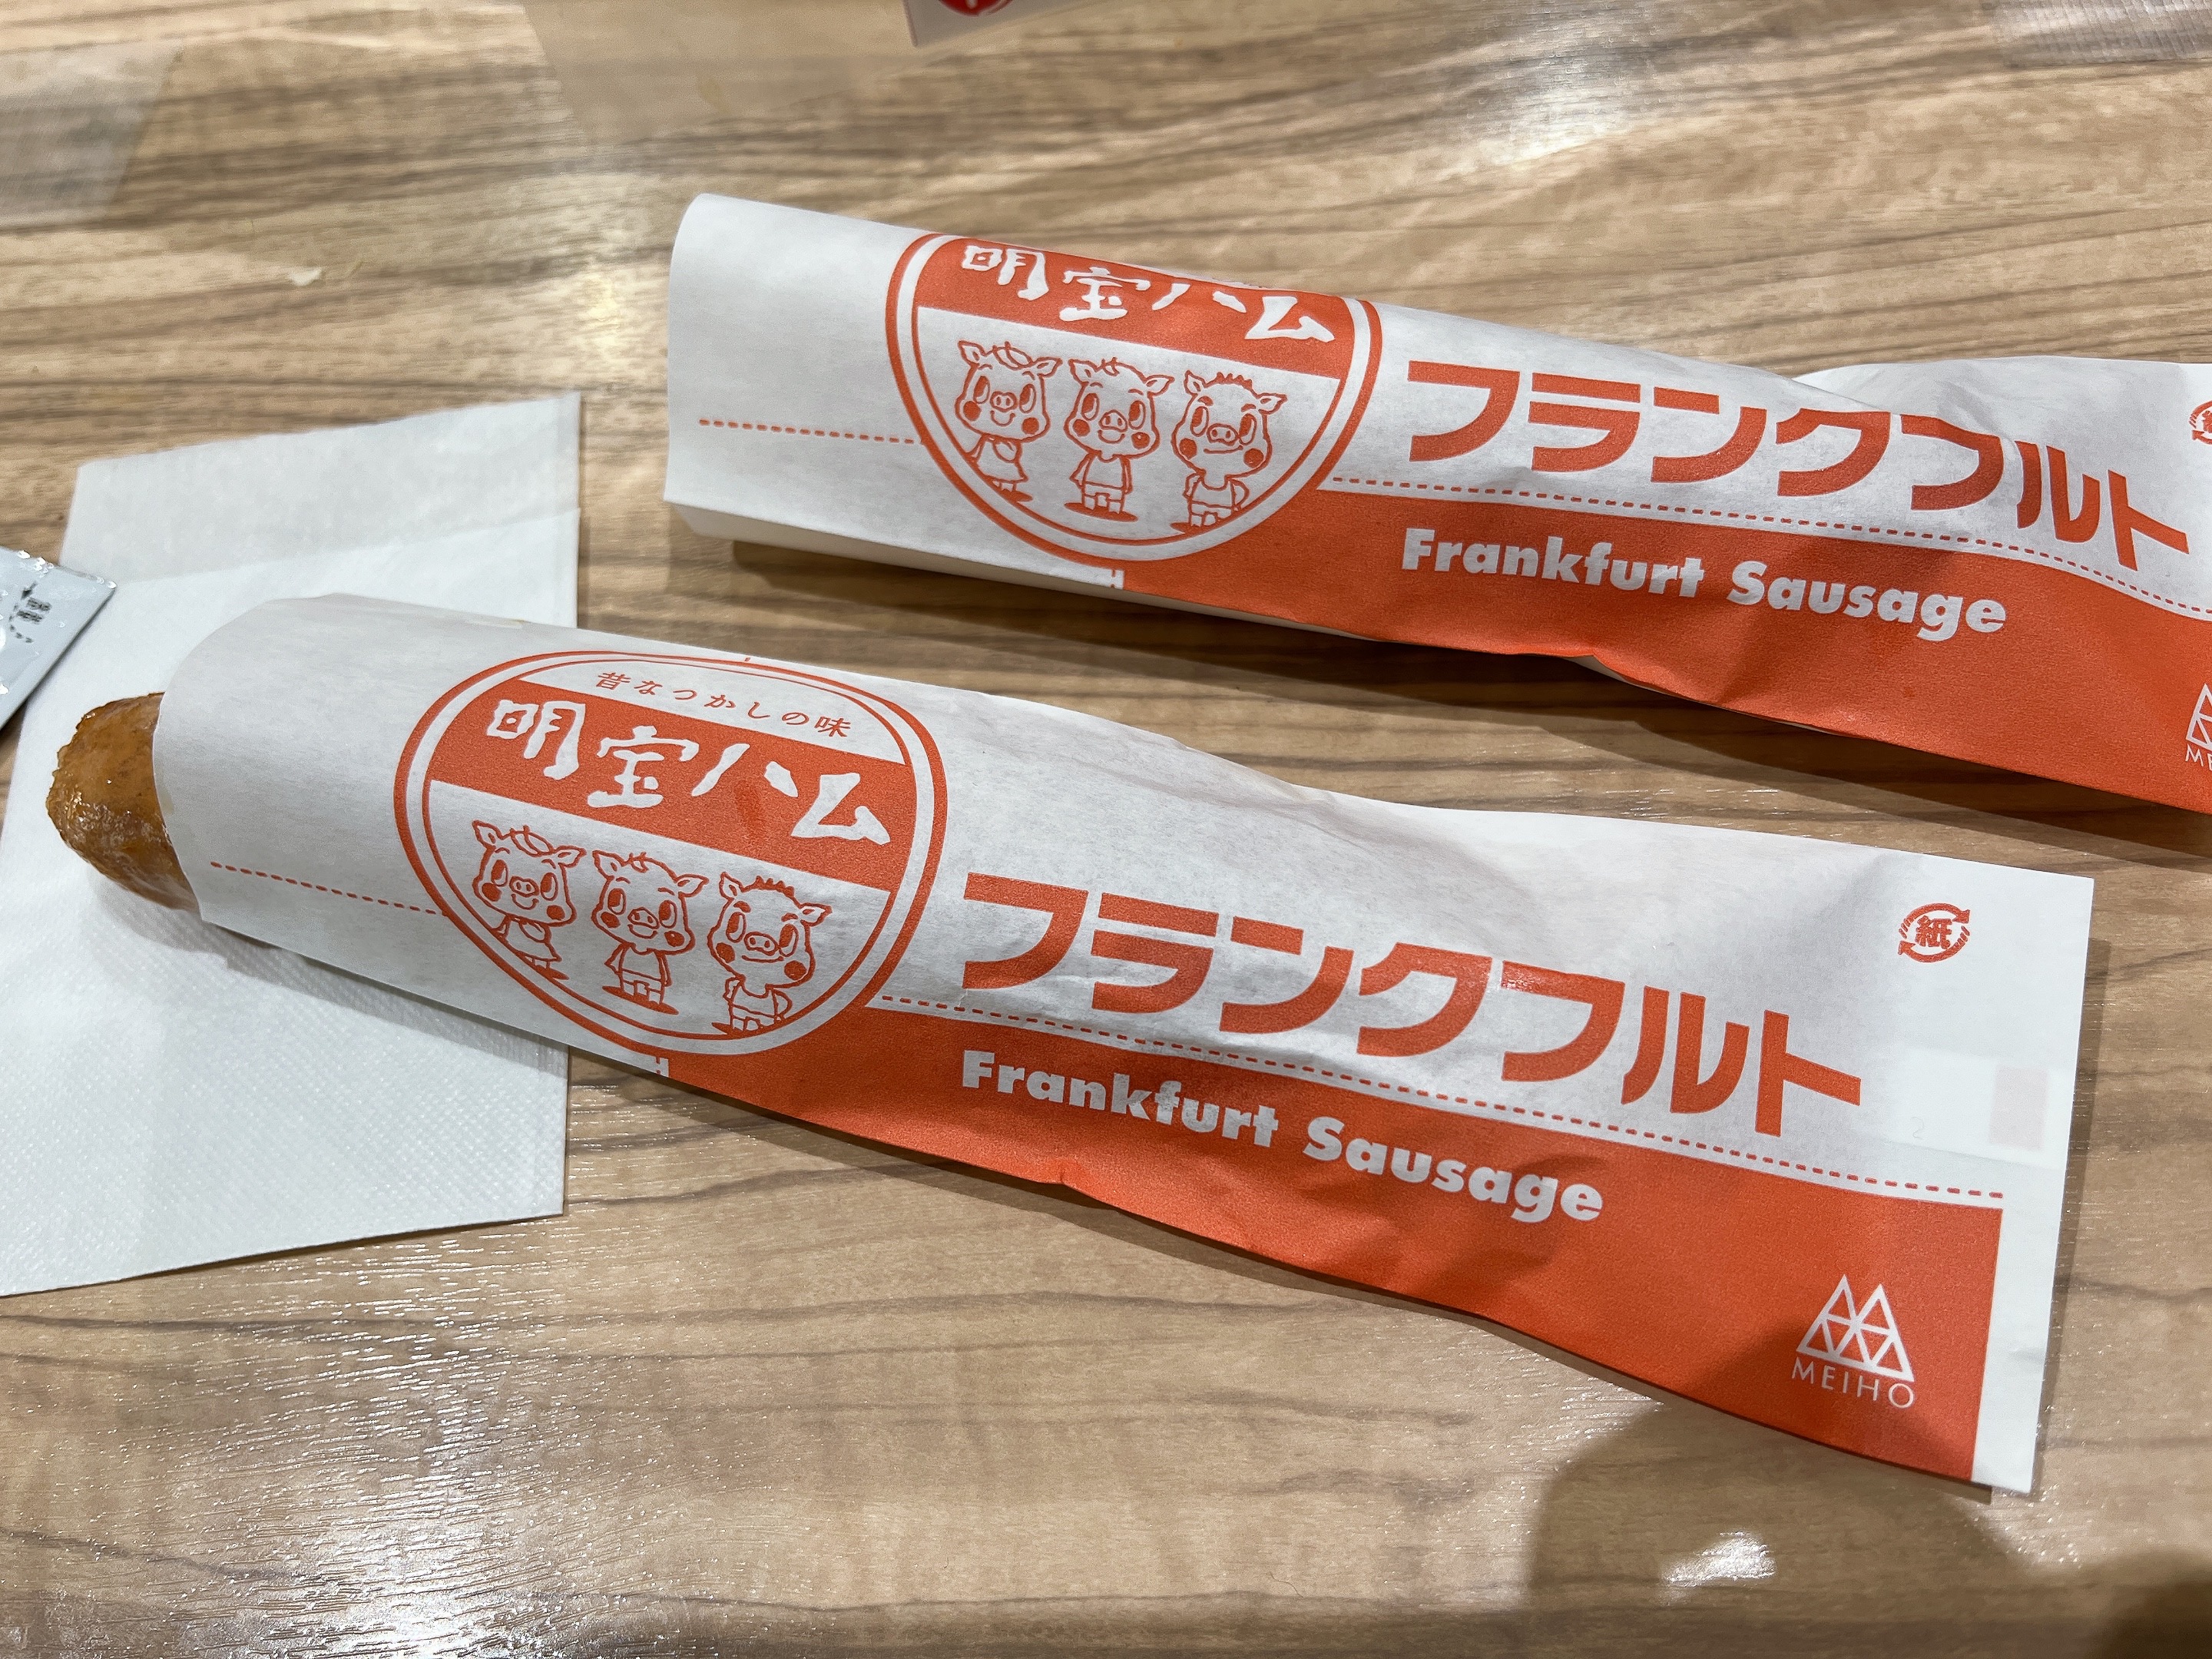 明宝ハム
フランクフルト
Frankfurt Sausage
昔なつかしの味
明宝ハム
フランクフルト
Frankfurt Sausage
紙
MEIHO